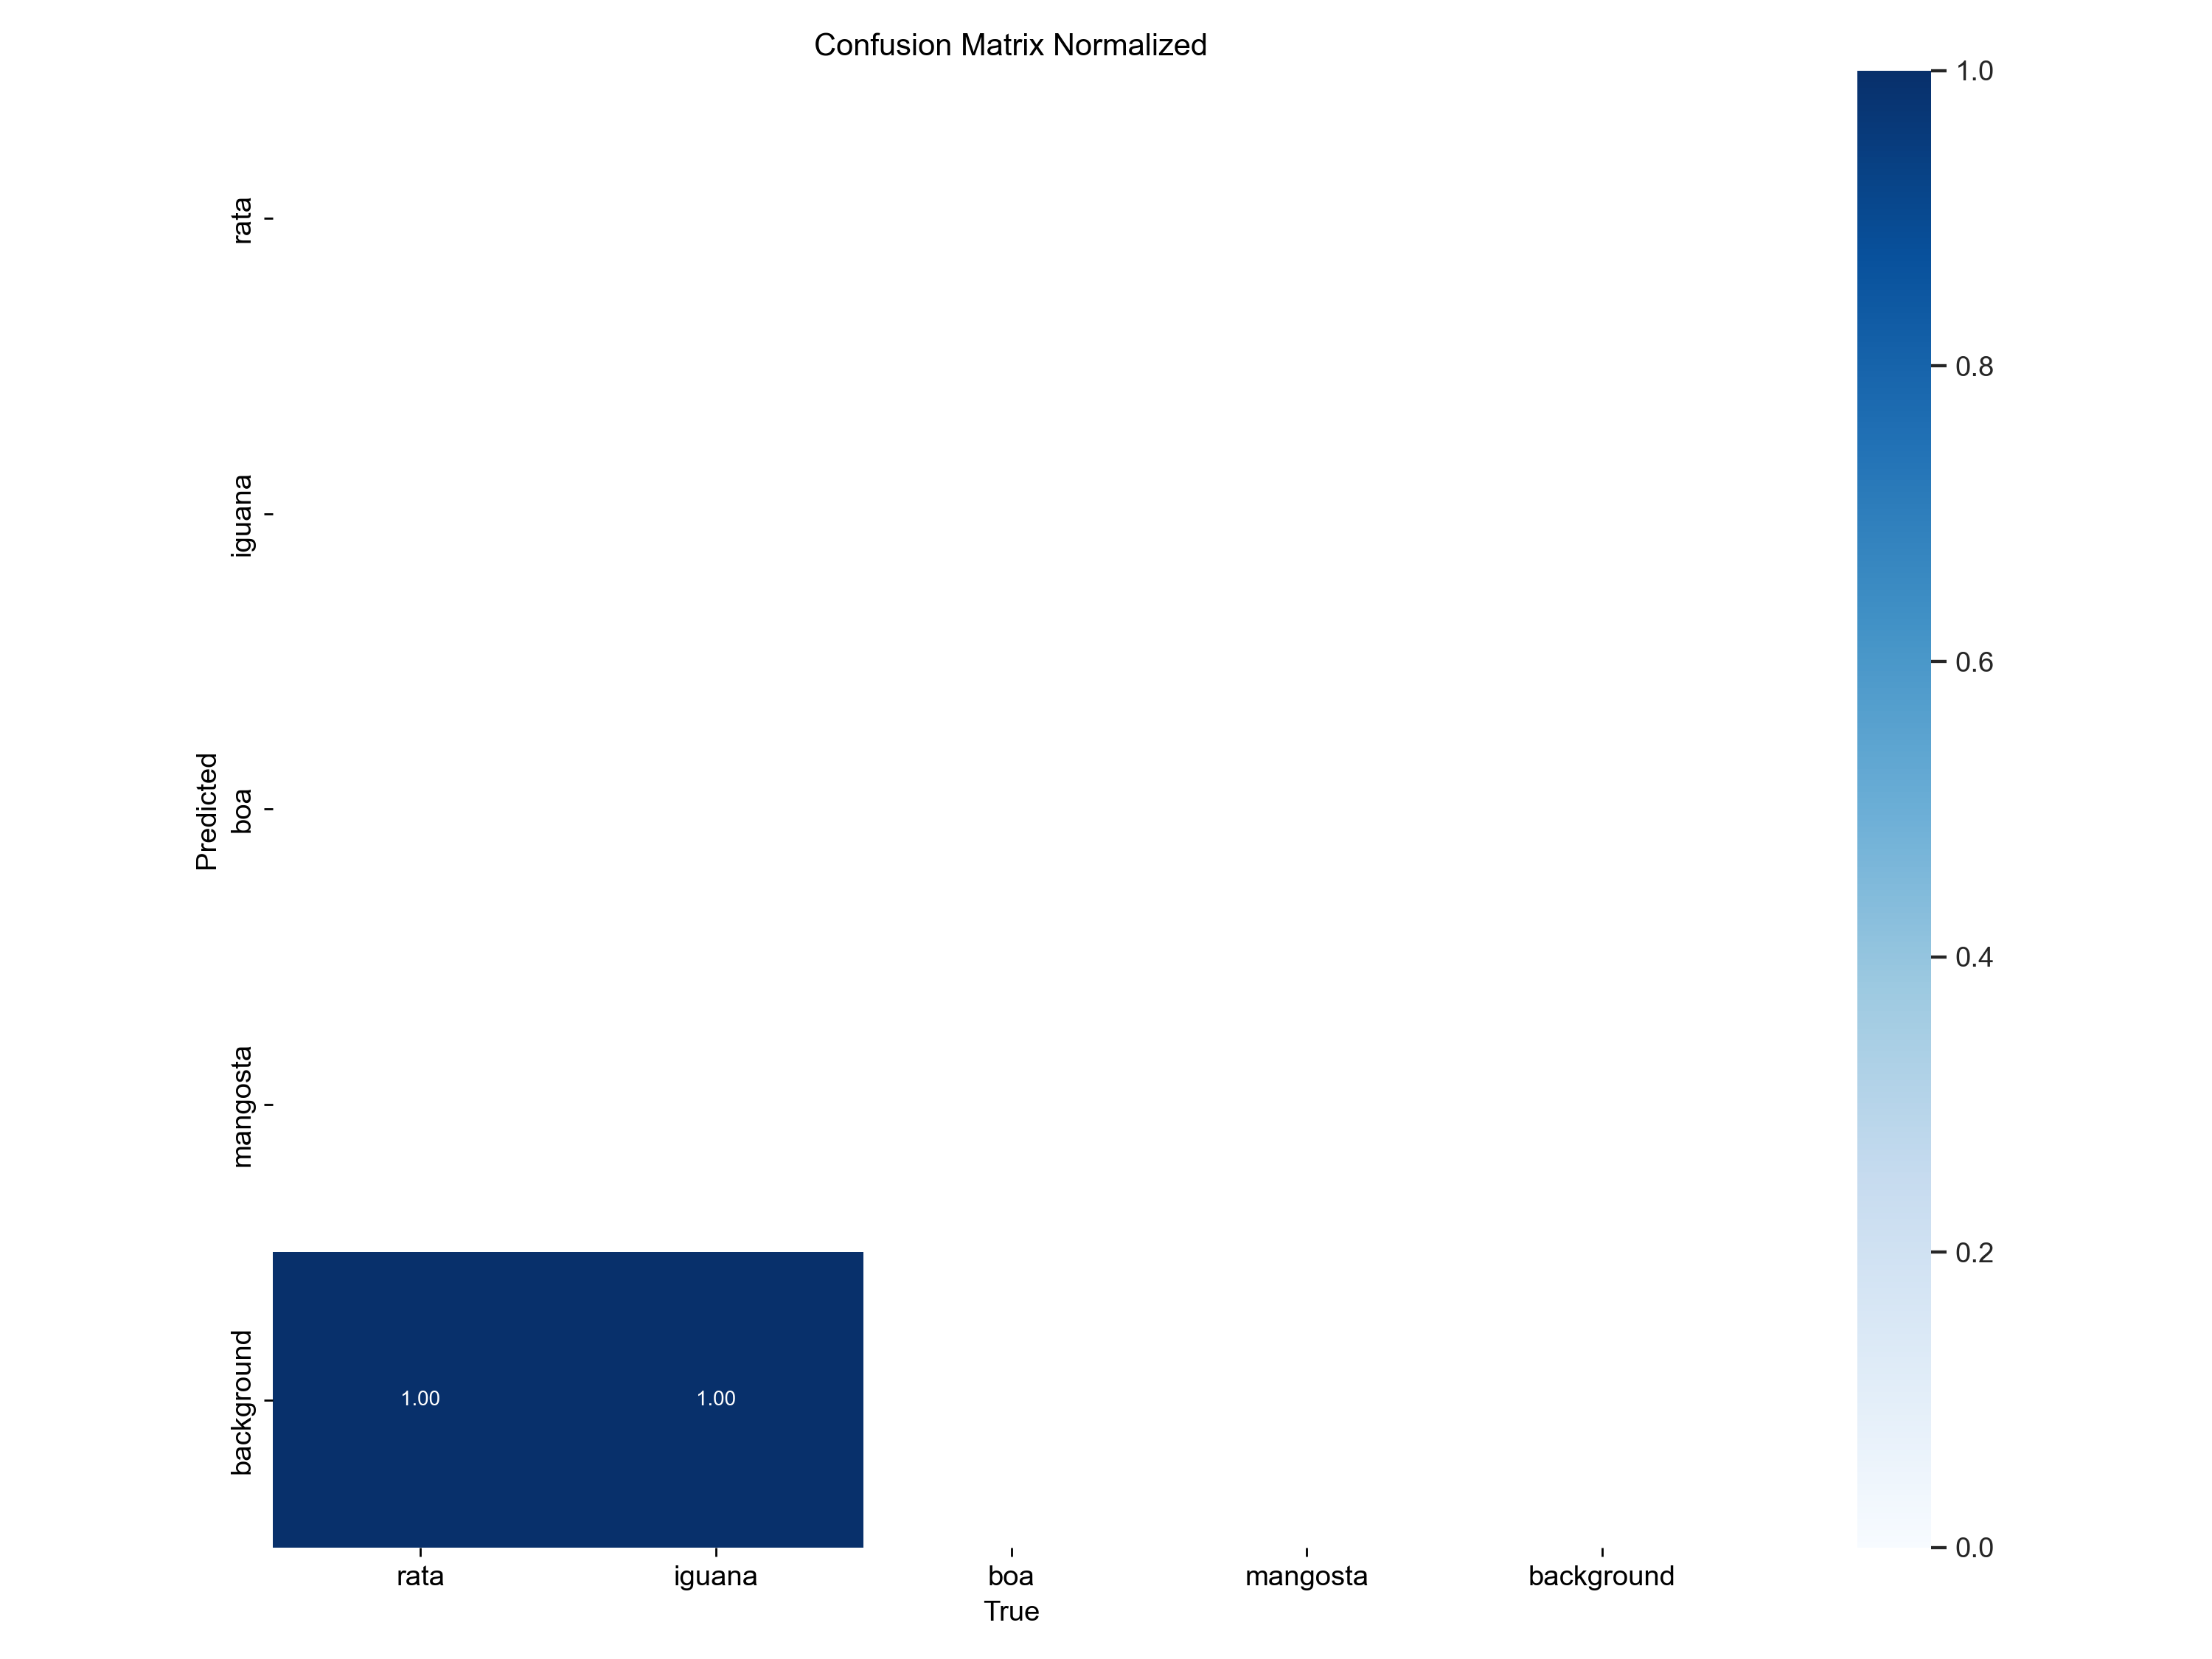 Confusion Matrix Normalized
1.0
0.8
0.6
0.4
0.2
0.0
Predicted
rata
iguana
boa
mangosta
background
1.00 1.00
rata iguana boa mangosta background
True